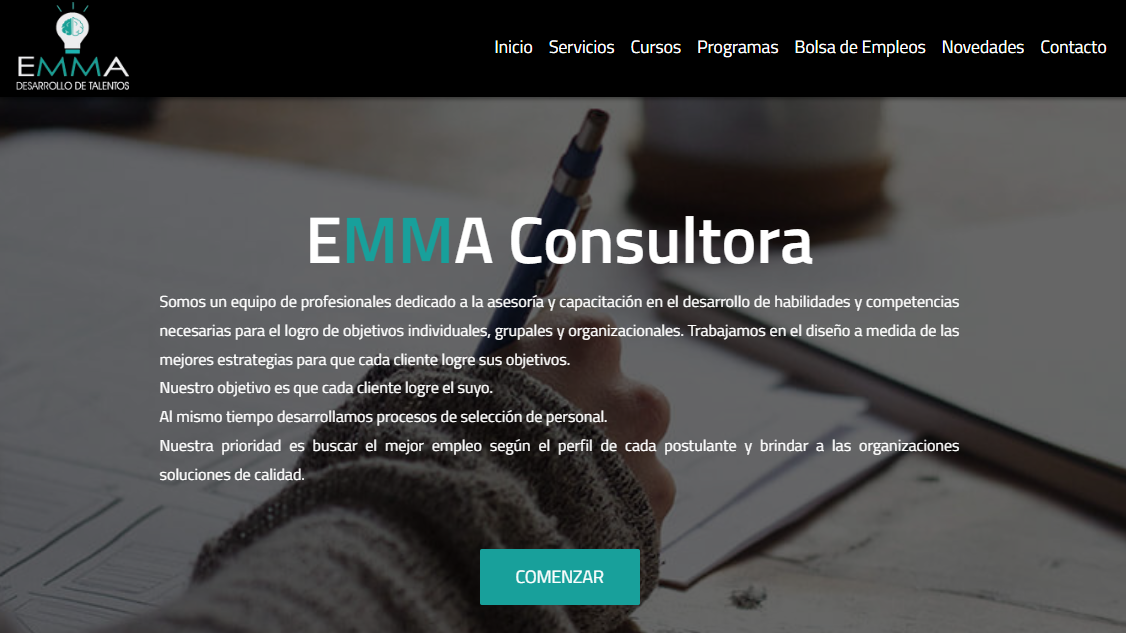 EMMA
DESARROLLO DE TALENTOS
Inicio Servicios Cursos Programas Bolsa de Empleos Novedades Contacto
EMMA Consultora
Somos un equipo de profesionales dedicado a la asesoría y capacitación en el desarrollo de habilidades y competencias
necesarias para el logro de objetivos individuales, grupales y organizacionales. Trabajamos en el diseño a medida de las
mejores estrategias para que cada cliente logre sus objetivos.
Nuestro objetivo es que cada cliente logre el suyo.
Al mismo tiempo desarrollamos procesos de selección de personal.
Nuestra prioridad es buscar el mejor empleo según el perfil de cada postulante y brindar a las organizaciones
soluciones de calidad.
COMENZAR